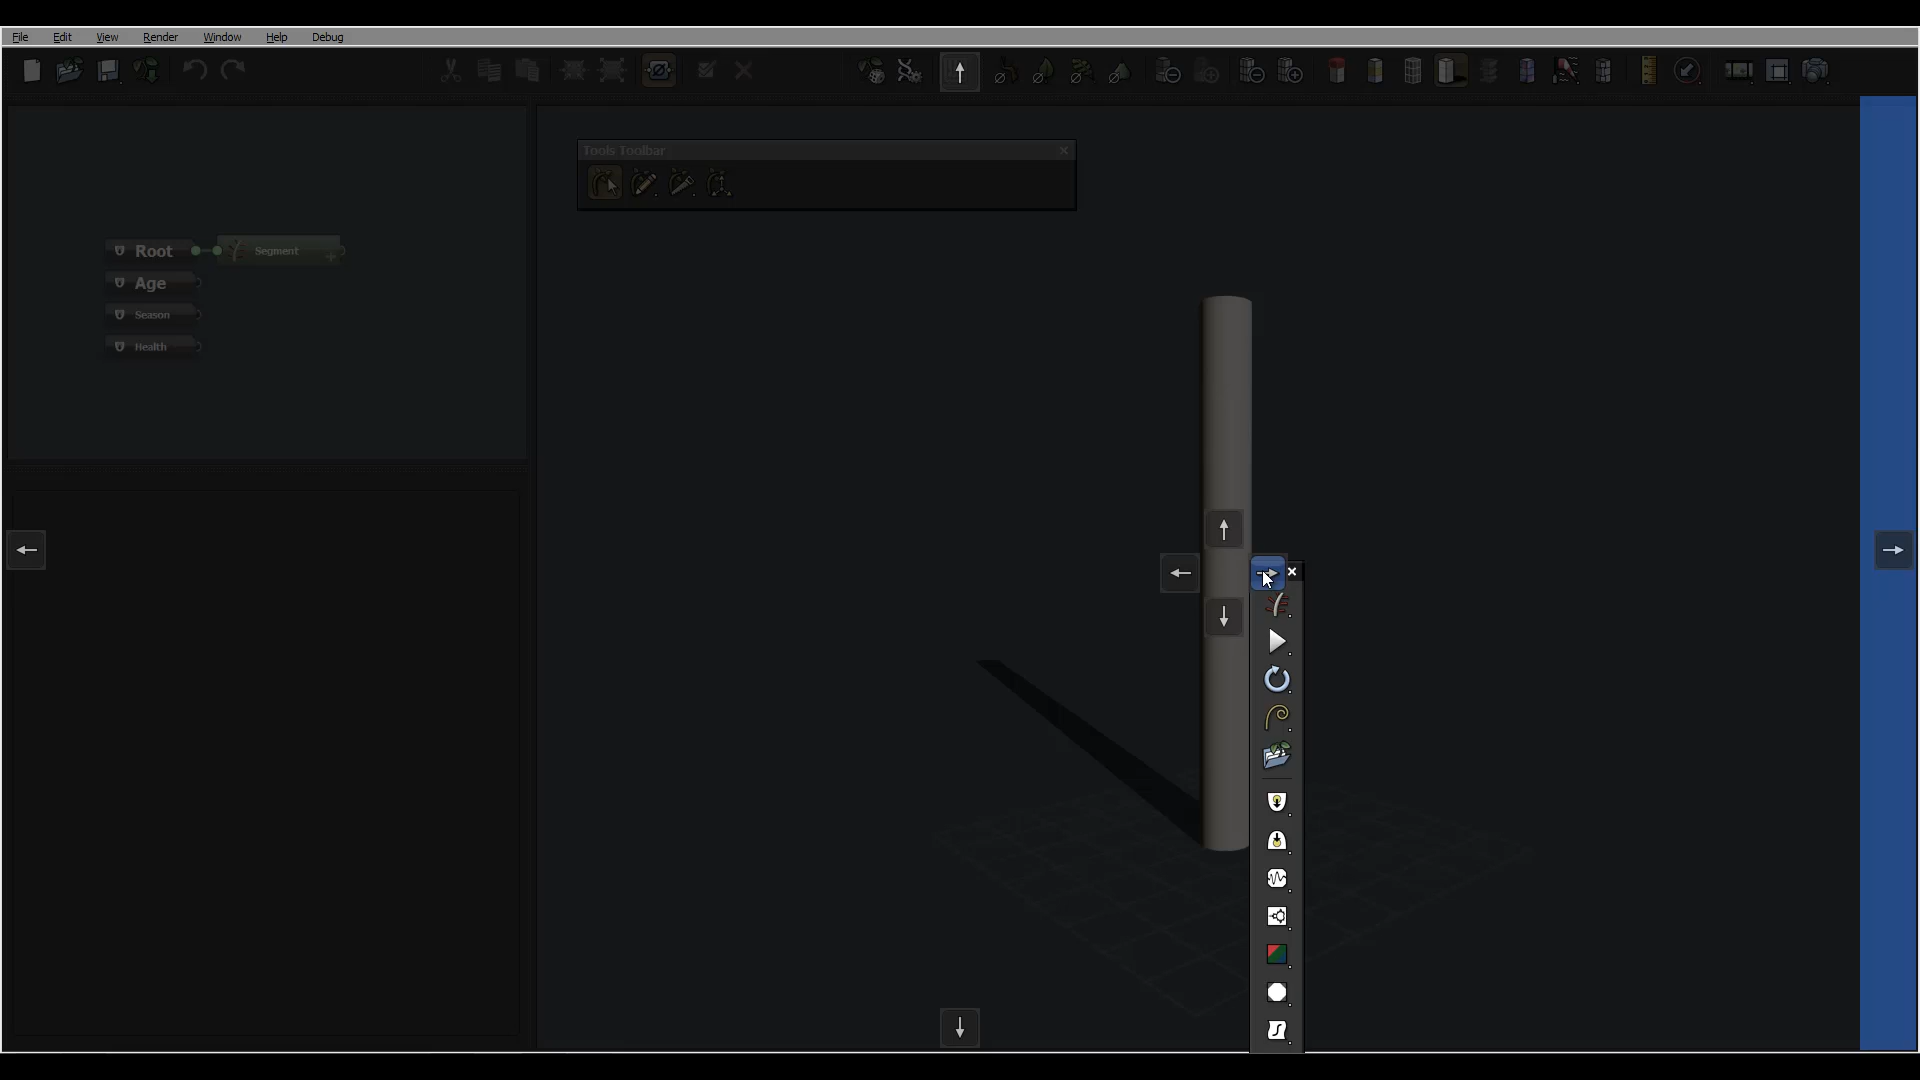 File Edit View Render Window Help Debug
Tools Toolbar
Root Segment
Age
Season
Health